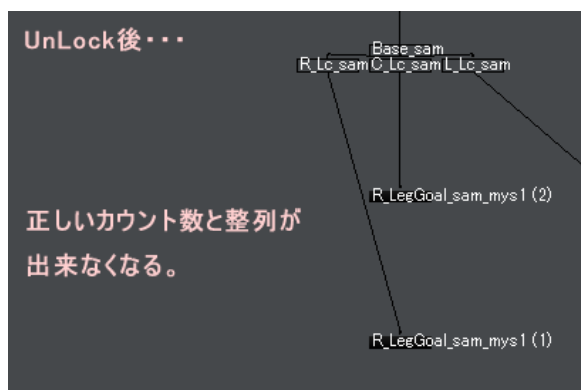 UnLock後・・・
Base_sam
R_Lc_sam C_Lc_sam L_Lc_sam
R_LegGoal_sam_mys1 (2)
正しいカウント数と整列が
出来なくなる。
R_LegGoal_sam_mys1 (1)